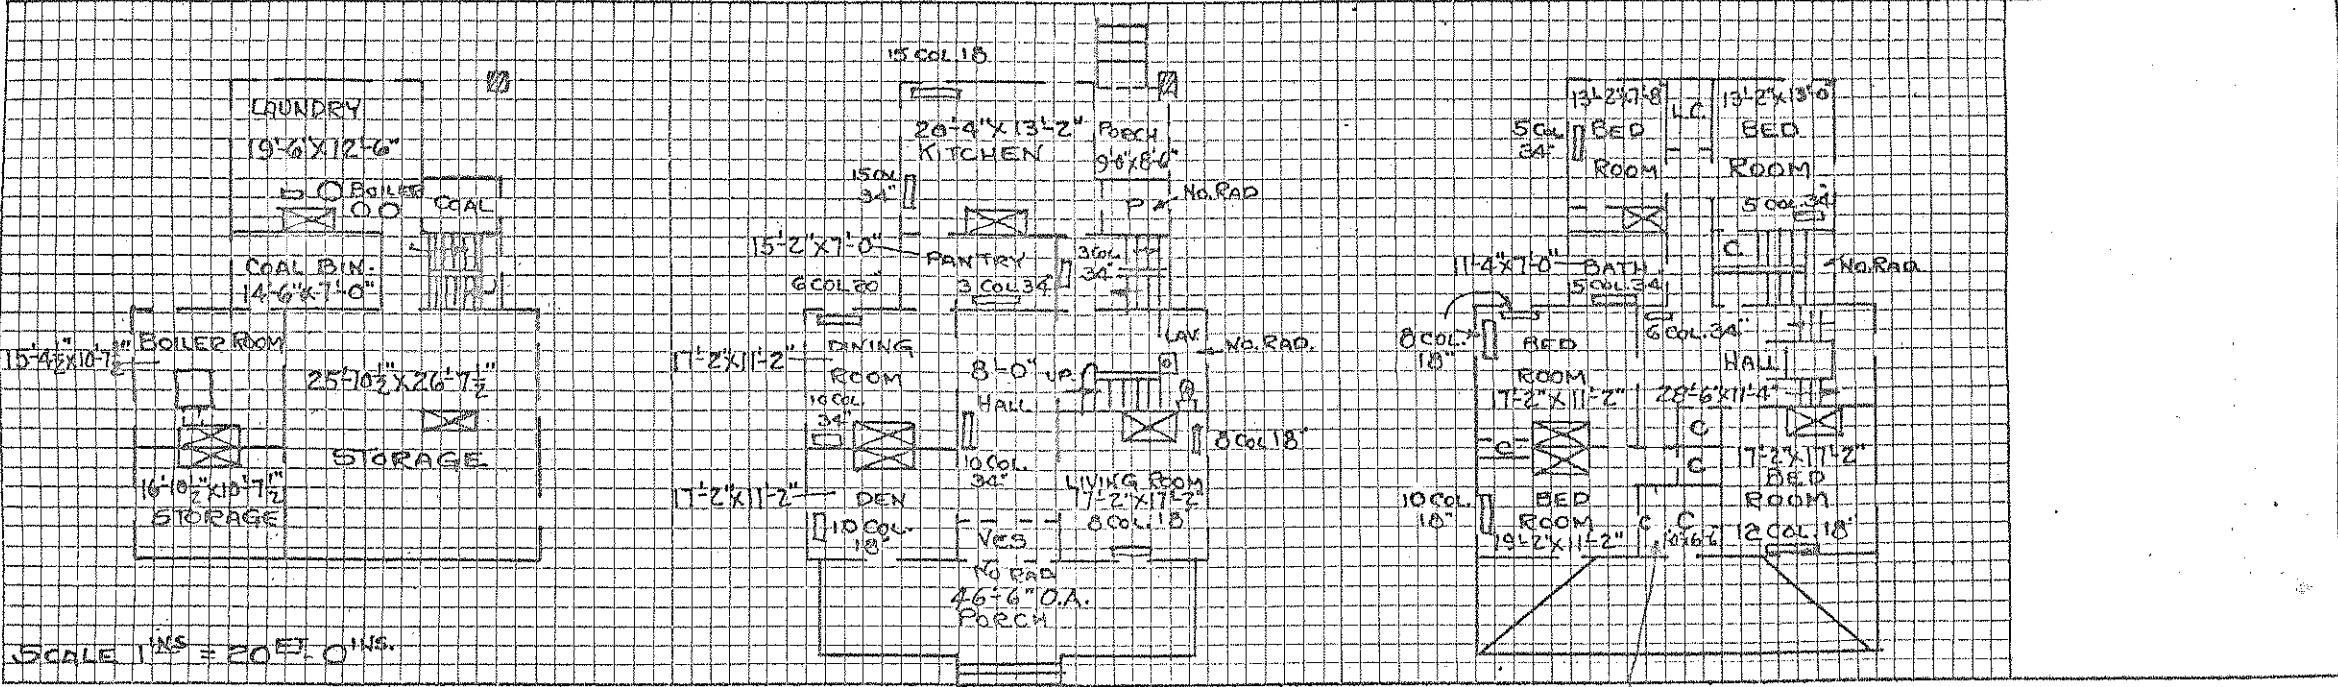 LAUNDRY
19'-6"X12'-6"
BOILER
COAL
COAL BIN.
14'-6"X7'-0"
BOILER ROOM
15'-4½"X10'-7½"
25'-10½"X26'-7½"
STORAGE
16'-10½"X10'-7½"
STORAGE
SCALE 1 INS = 20 FT. 0 INS.
15 COL 18
20'-4"X13'-2"
KITCHEN
PORCH
9'-6"X8'-6"
15 COL
34"
P
NO. RAD
15'-2"X7'-0"
PANTRY
3 COL
34"
6 COL 20
3 COL 34
LAV.
NO. RAD.
17'-2"X11'-2"
DINING
ROOM
10 COL.
34"
8'-0"
HALL
UP.
8 COL 18"
10 COL.
34"
17'-2"X11'-2"
DEN
10 COL.
18"
LIVING ROOM
17'-2"X17'-2"
8 COL. 18
VES
NO RAD
46'-6" O.A.
PORCH
13'-2"X7'-8"
BED
ROOM
5 COL
34"
L.C.
13'-2"X13'-0"
BED
ROOM
5 COL. 34
C
NO. RAD.
11'-4"X7'-0"
BATH
5 COL. 34
8 COL.
18"
BED
ROOM
17'-2"X11'-2"
6 COL. 34"
HALL
28'-6"X11'-4"
C
C
C
17'-2"X17'-2"
BED
ROOM
12 COL. 18"
10 COL.
18"
BED
ROOM
19'-2"X11'-2"
C
C